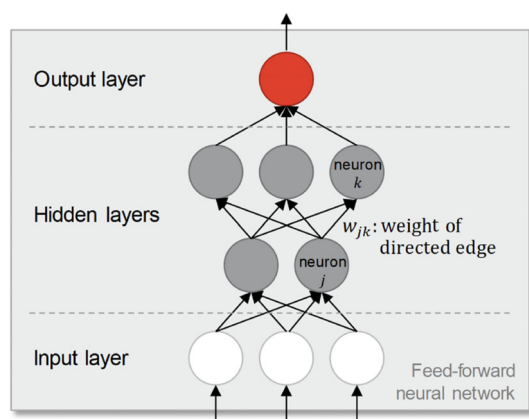 Output layer
neuron
k
Hidden layers
w_jk: weight of
directed edge
neuron
j
Input layer
Feed-forward
neural network